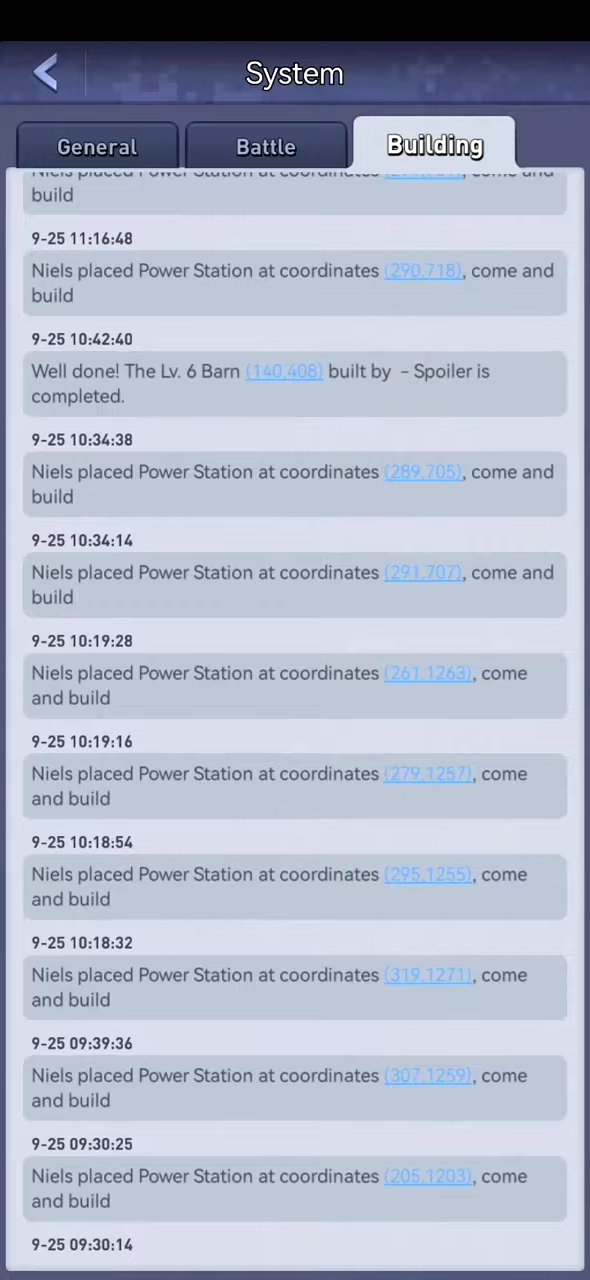 System
General
Battle
Building
Niels placed Power Station at coordinates come and
build
9-25 11:16:48
Niels placed Power Station at coordinates (290,718), come and
build
9-25 10:42:40
Well done! The Lv. 6 Barn (140,408) built by - Spoiler is
completed.
9-25 10:34:38
Niels placed Power Station at coordinates (289,705), come and
build
9-25 10:34:14
Niels placed Power Station at coordinates (291,707), come and
build
9-25 10:19:28
Niels placed Power Station at coordinates (261,1263), come
and build
9-25 10:19:16
Niels placed Power Station at coordinates (279,1257), come
and build
9-25 10:18:54
Niels placed Power Station at coordinates (295,1255), come
and build
9-25 10:18:32
Niels placed Power Station at coordinates (319,1271), come
and build
9-25 09:39:36
Niels placed Power Station at coordinates (307,1259), come
and build
9-25 09:30:25
Niels placed Power Station at coordinates (205,1203), come
and build
9-25 09:30:14